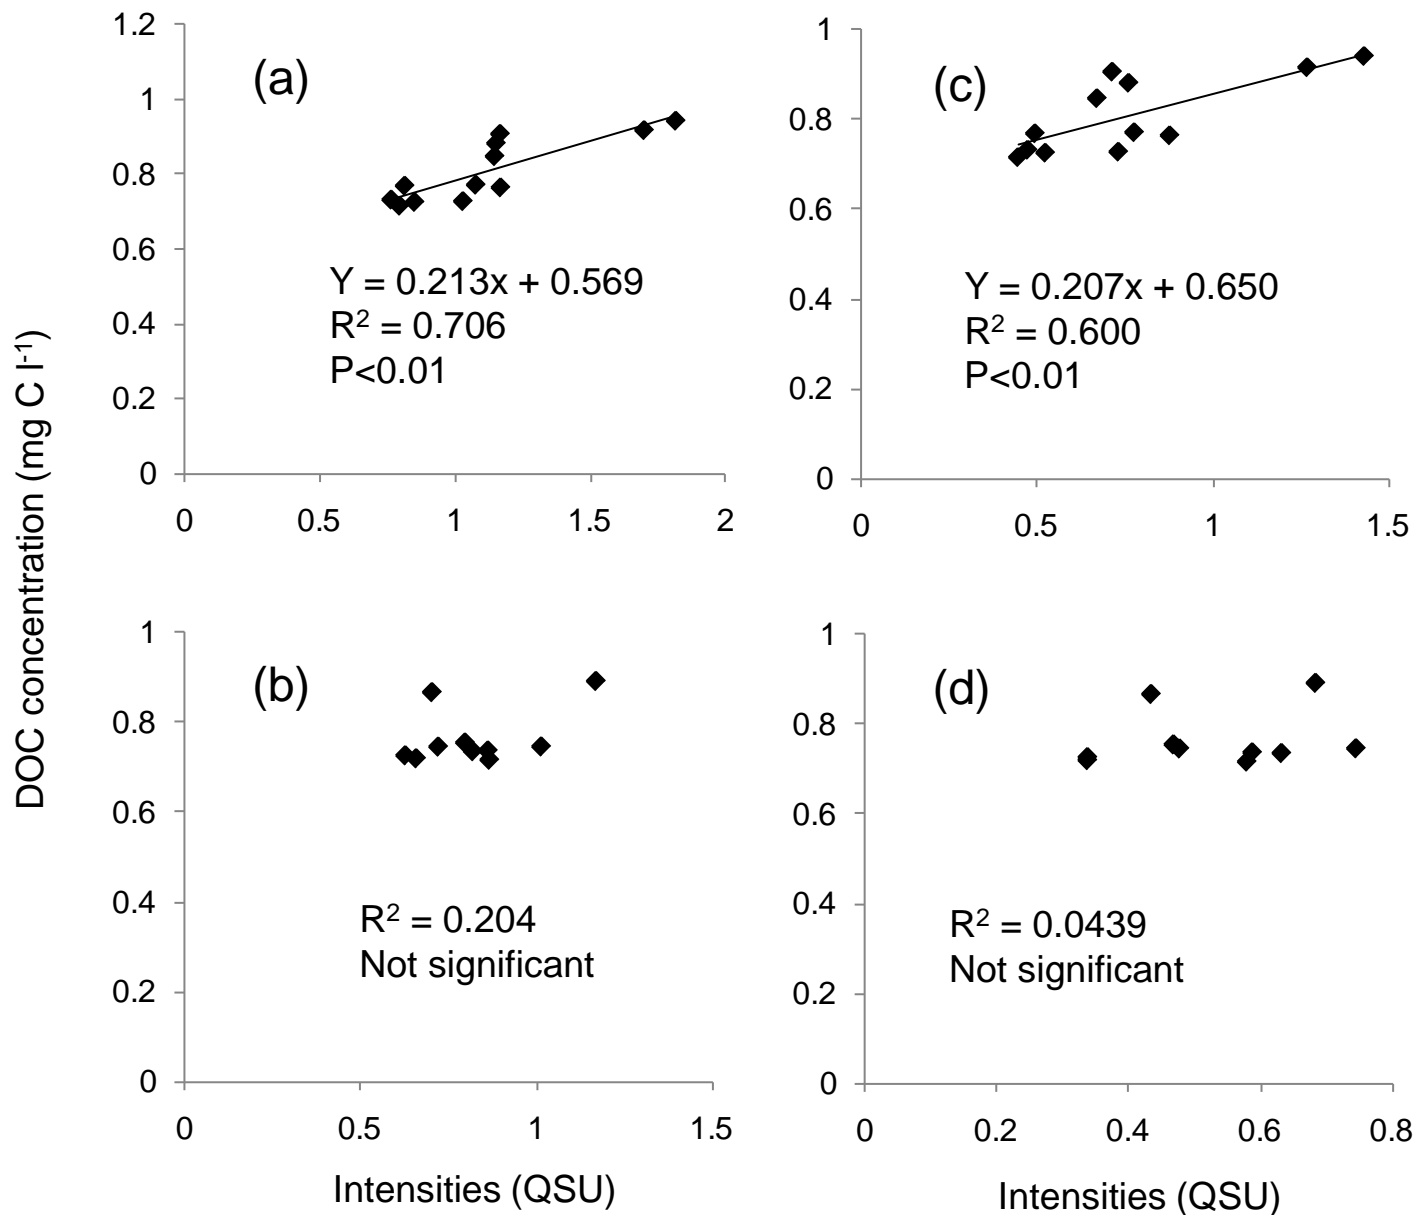 DOC concentration (mg C l-1)
(a)
1.2
1
0.8
0.6
0.4
0.2
0
Y = 0.213x + 0.569
R2 = 0.706
P<0.01
0 0.5 1 1.5 2
(c)
1
0.8
0.6
0.4
0.2
0
Y = 0.207x + 0.650
R2 = 0.600
P<0.01
0 0.5 1 1.5
(b)
1
0.8
0.6
0.4
0.2
0
R2 = 0.204
Not significant
0 0.5 1 1.5
Intensities (QSU)
(d)
1
0.8
0.6
0.4
0.2
0
R2 = 0.0439
Not significant
0 0.2 0.4 0.6 0.8
Intensities (QSU)